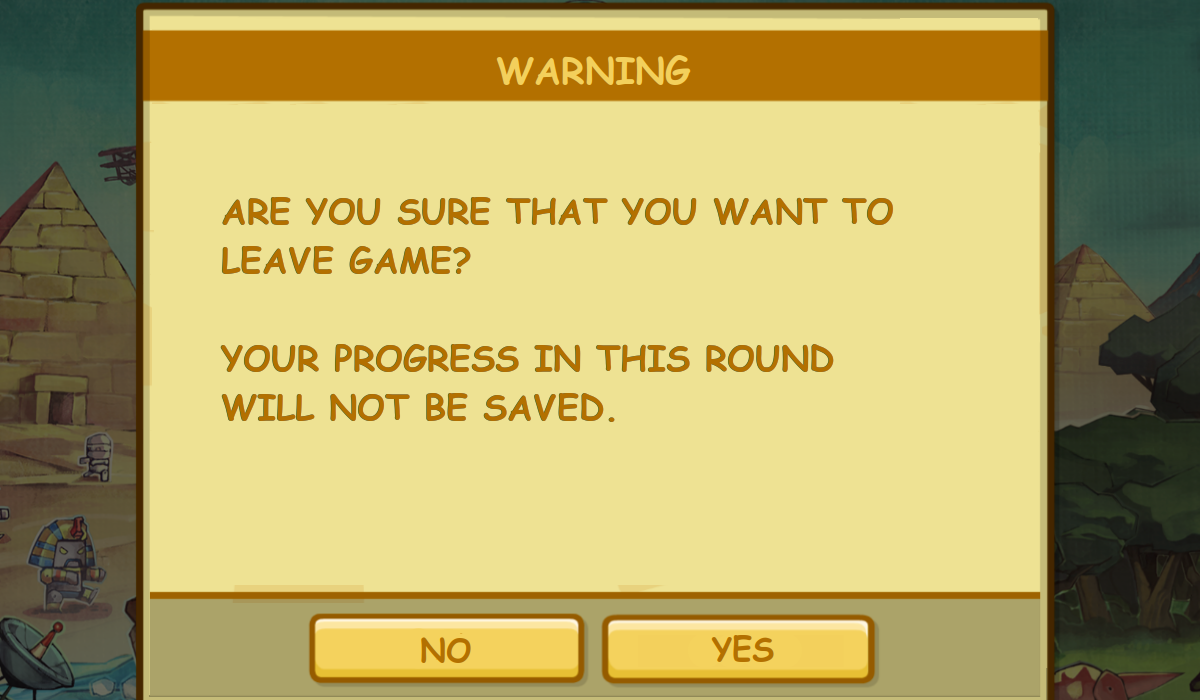 WARNING
ARE YOU SURE THAT YOU WANT TO
LEAVE GAME?
YOUR PROGRESS IN THIS ROUND
WILL NOT BE SAVED.
NO
YES